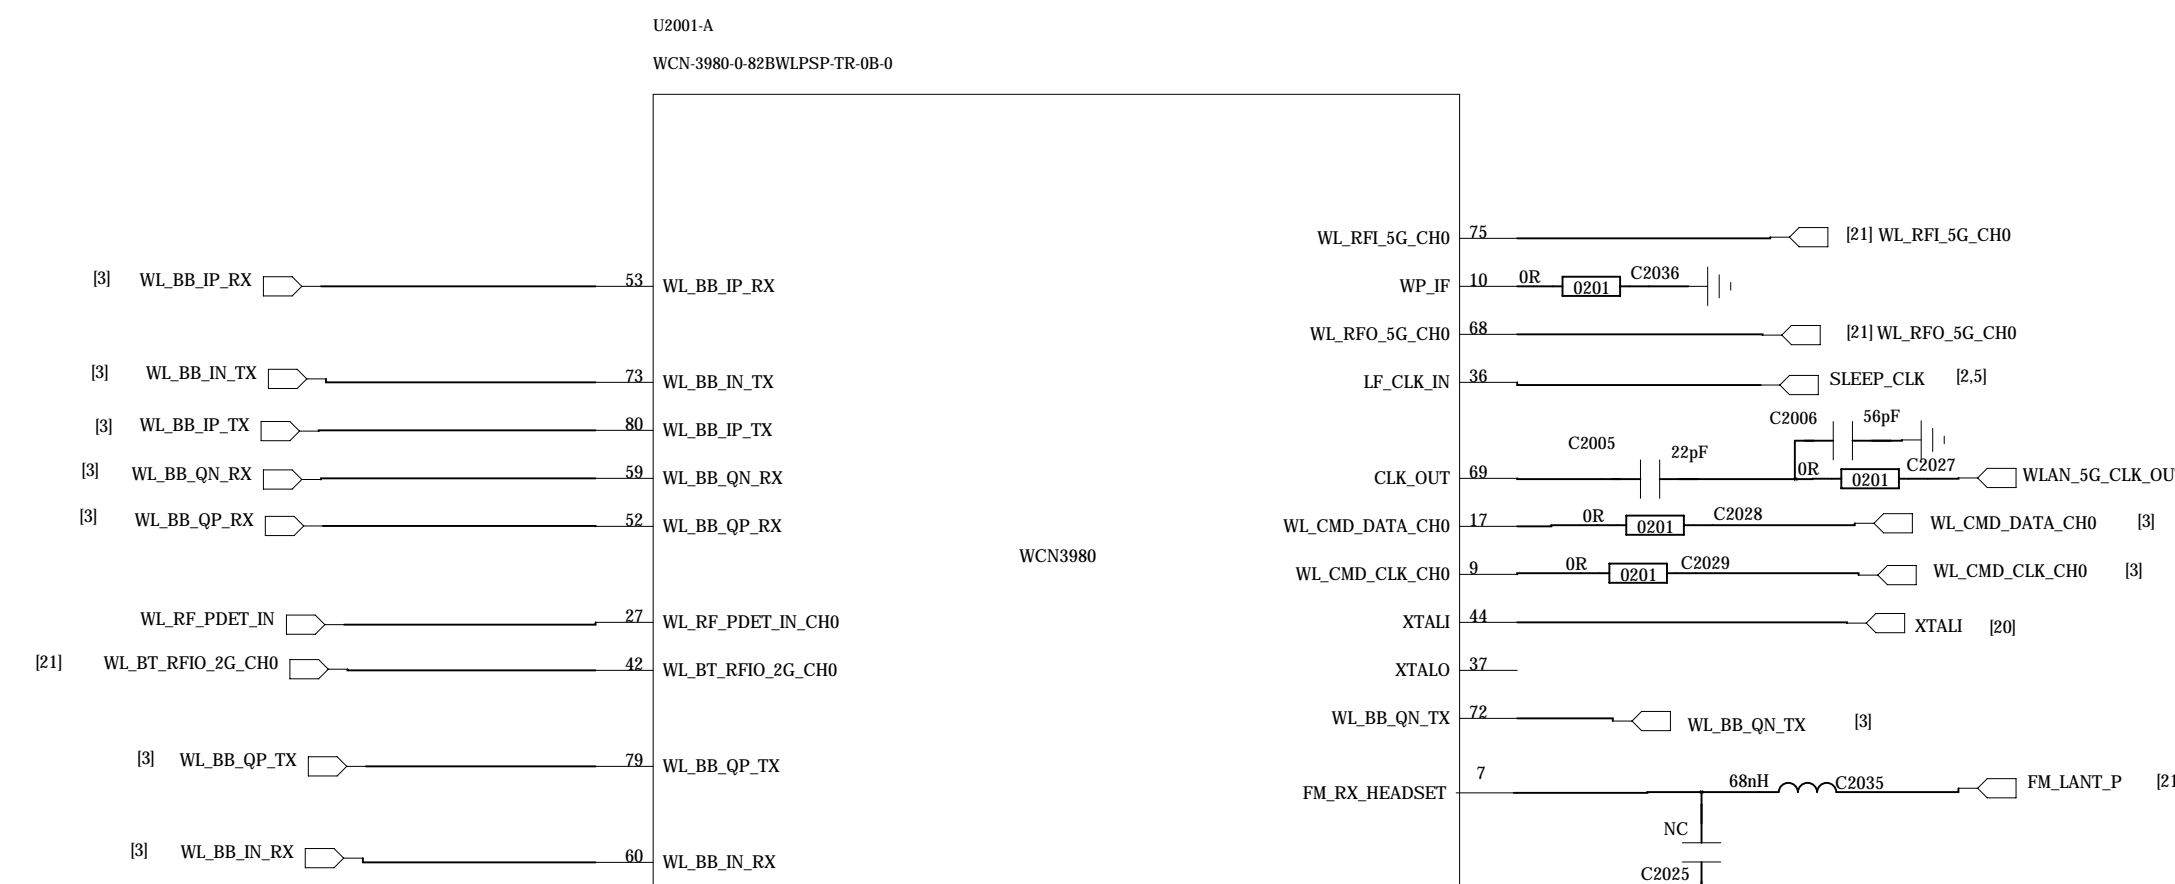 U2001-A
WCN-3980-0-82BWLPSP-TR-0B-0
WCN3980
[3] WL_BB_IP_RX 53 WL_BB_IP_RX
[3] WL_BB_IN_TX 73 WL_BB_IN_TX
[3] WL_BB_IP_TX 80 WL_BB_IP_TX
[3] WL_BB_QN_RX 59 WL_BB_QN_RX
[3] WL_BB_QP_RX 52 WL_BB_QP_RX
WL_RF_PDET_IN 27 WL_RF_PDET_IN_CH0
[21] WL_BT_RFIO_2G_CH0 42 WL_BT_RFIO_2G_CH0
[3] WL_BB_QP_TX 79 WL_BB_QP_TX
[3] WL_BB_IN_RX 60 WL_BB_IN_RX
WL_RFI_5G_CH0 75 [21] WL_RFI_5G_CH0
WP_IF 10 0R 0201 C2036
WL_RFO_5G_CH0 68 [21] WL_RFO_5G_CH0
LF_CLK_IN 36 SLEEP_CLK [2,5]
C2006 56pF
CLK_OUT 69 C2005 22pF 0R 0201 C2027 WLAN_5G_CLK_OU
WL_CMD_DATA_CH0 17 0R 0201 C2028 WL_CMD_DATA_CH0 [3]
WL_CMD_CLK_CH0 9 0R 0201 C2029 WL_CMD_CLK_CH0 [3]
XTALI 44 XTALI [20]
XTALO 37
WL_BB_QN_TX 72 WL_BB_QN_TX [3]
FM_RX_HEADSET 7 68nH C2035 FM_LANT_P [21
NC
C2025